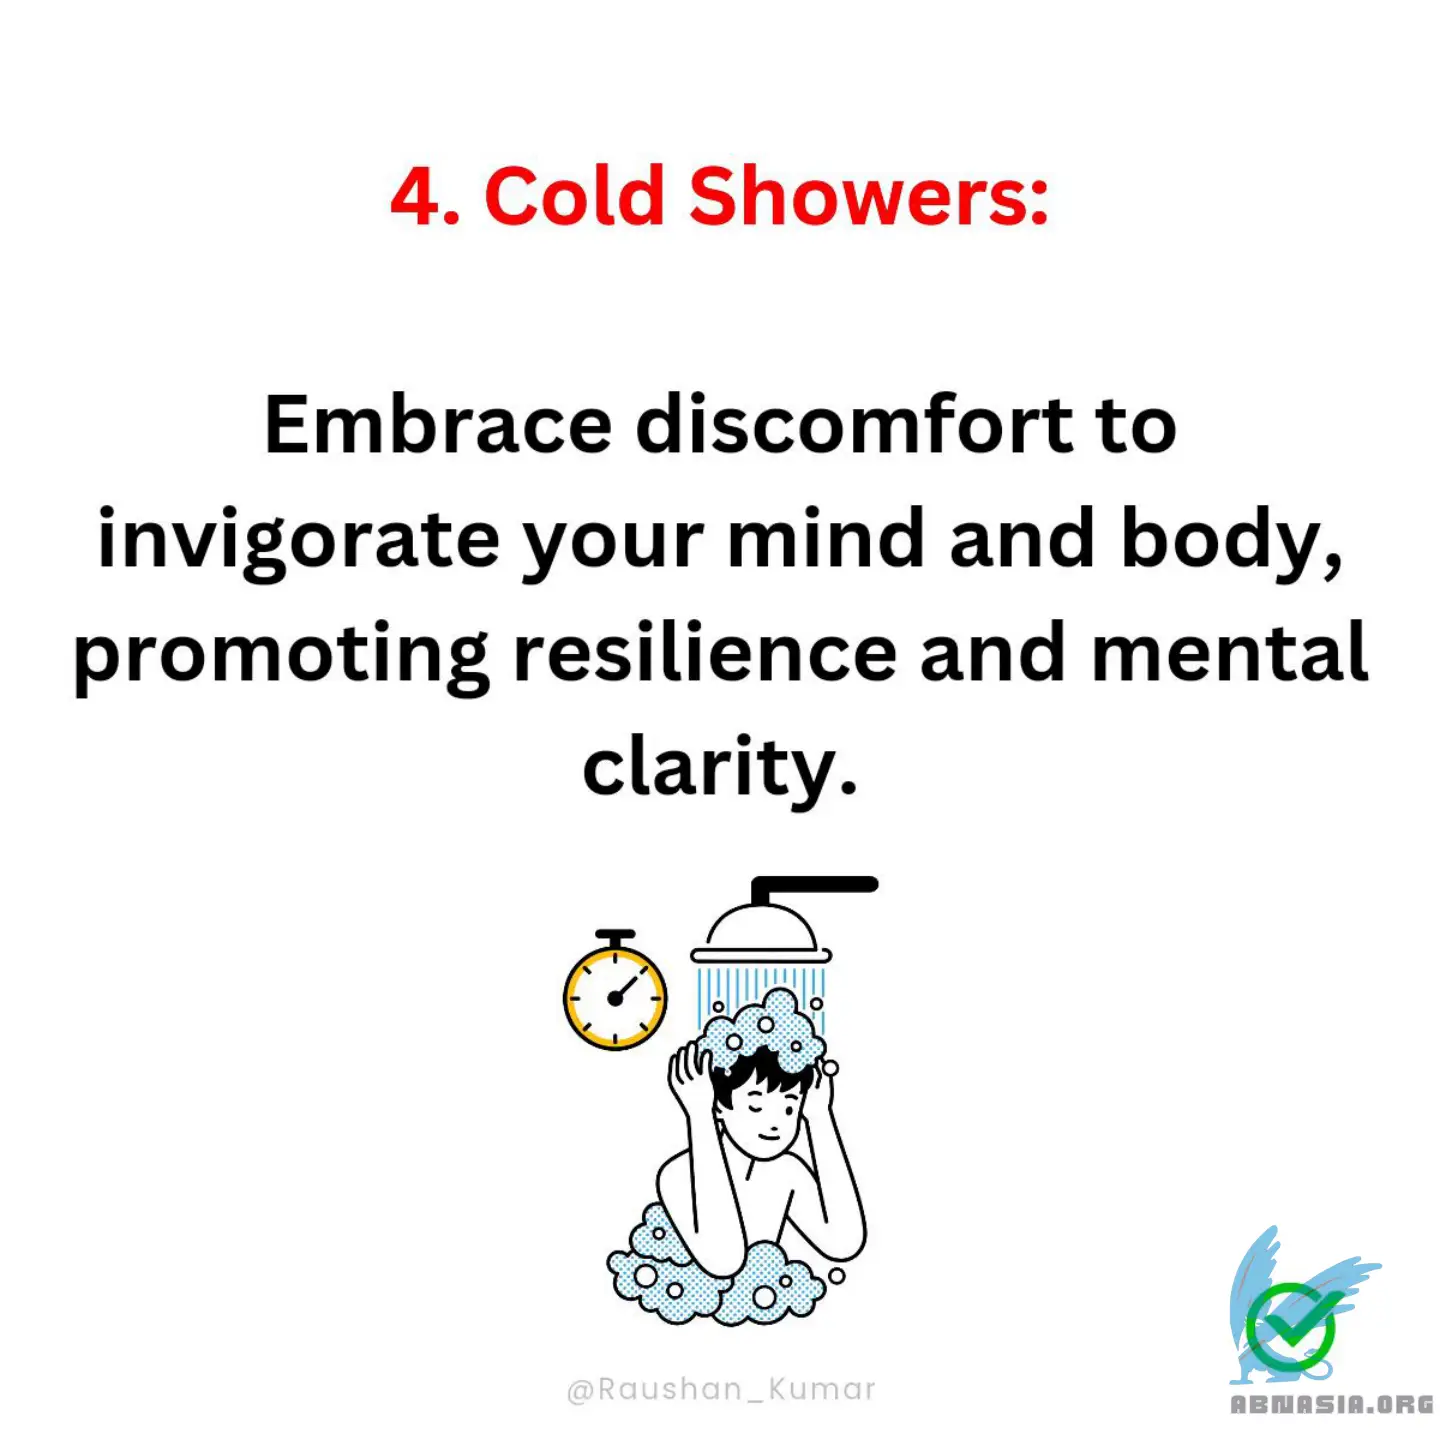 4. Cold Showers:
Embrace discomfort to
invigorate your mind and body,
promoting resilience and mental
clarity.
@Raushan_Kumar
ABNASIA.ORG